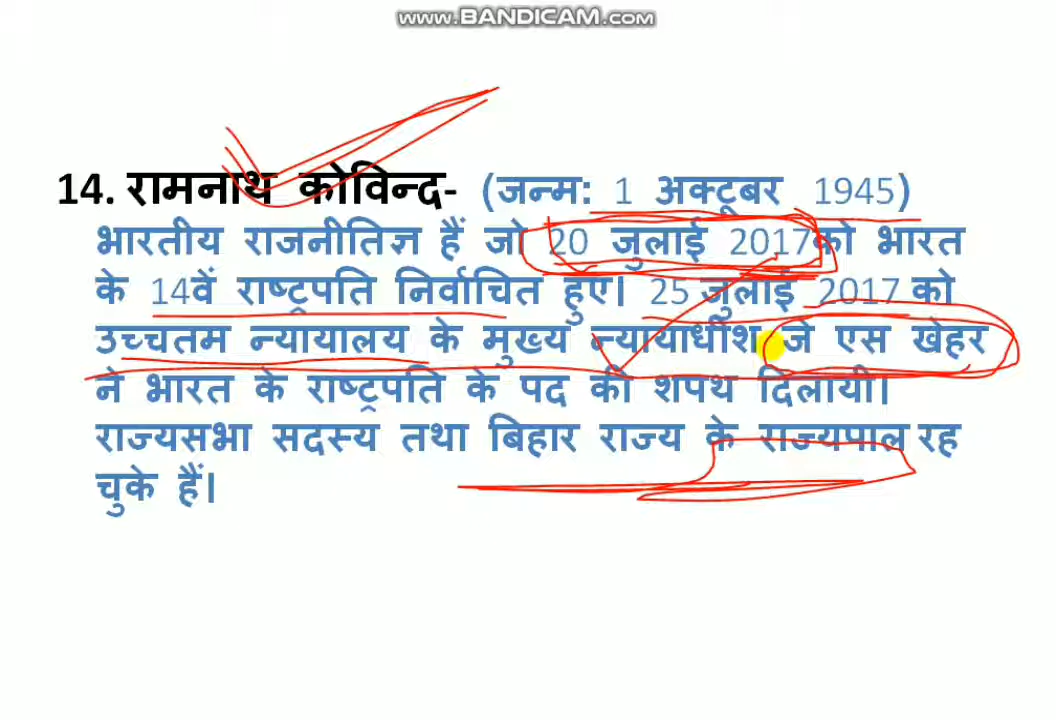 WWW.BANDICAM.COM
14. रामनाथ कोविन्द- (जन्म: 1 अक्टूबर 1945)
भारतीय राजनीतिज्ञ हैं जो 20 जुलाई 2017को भारत
के 14वें राष्ट्रपति निर्वाचित हुए। 25 जुलाई 2017 को
उच्चतम न्यायालय के मुख्य न्यायाधीश जे एस खेहर
ने भारत के राष्ट्रपति के पद की शपथ दिलायी।
राज्यसभा सदस्य तथा बिहार राज्य के राज्यपाल रह
चुके हैं।